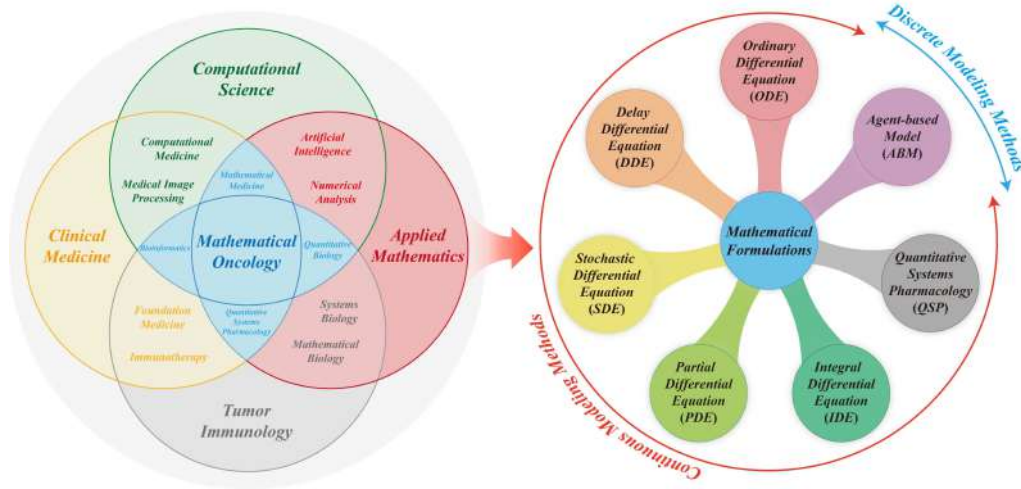 Computational
Science
Computational
Medicine
Medical Image
Processing
Artificial
Intelligence
Numerical
Analysis
Mathematical
Medicine
Clinical
Medicine
Bioinformatics
Mathematical
Oncology
Quantitative
Biology
Applied
Mathematics
Foundation
Medicine
Immunotherapy
Quantitative
Systems
Pharmacology
Systems
Biology
Mathematical
Biology
Tumor
Immunology
Discrete Modeling Methods
Ordinary
Differential
Equation
(ODE)
Delay
Differential
Equation
(DDE)
Agent-based
Model
(ABM)
Mathematical
Formulations
Stochastic
Differential
Equation
(SDE)
Quantitative
Systems
Pharmacology
(QSP)
Partial
Differential
Equation
(PDE)
Integral
Differential
Equation
(IDE)
Continuous Modeling Methods